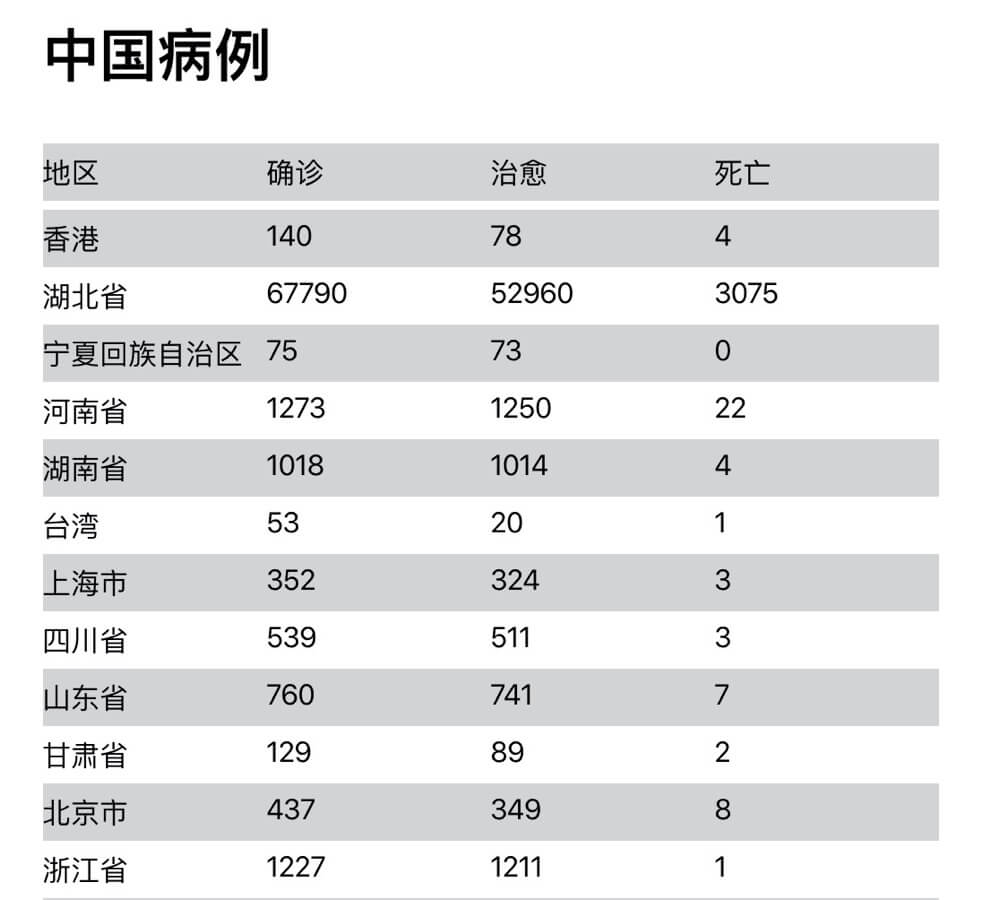 中国病例
地区 确诊 治愈 死亡
香港 140 78 4
湖北省 67790 52960 3075
宁夏回族自治区 75 73 0
河南省 1273 1250 22
湖南省 1018 1014 4
台湾 53 20 1
上海市 352 324 3
四川省 539 511 3
山东省 760 741 7
甘肃省 129 89 2
北京市 437 349 8
浙江省 1227 1211 1